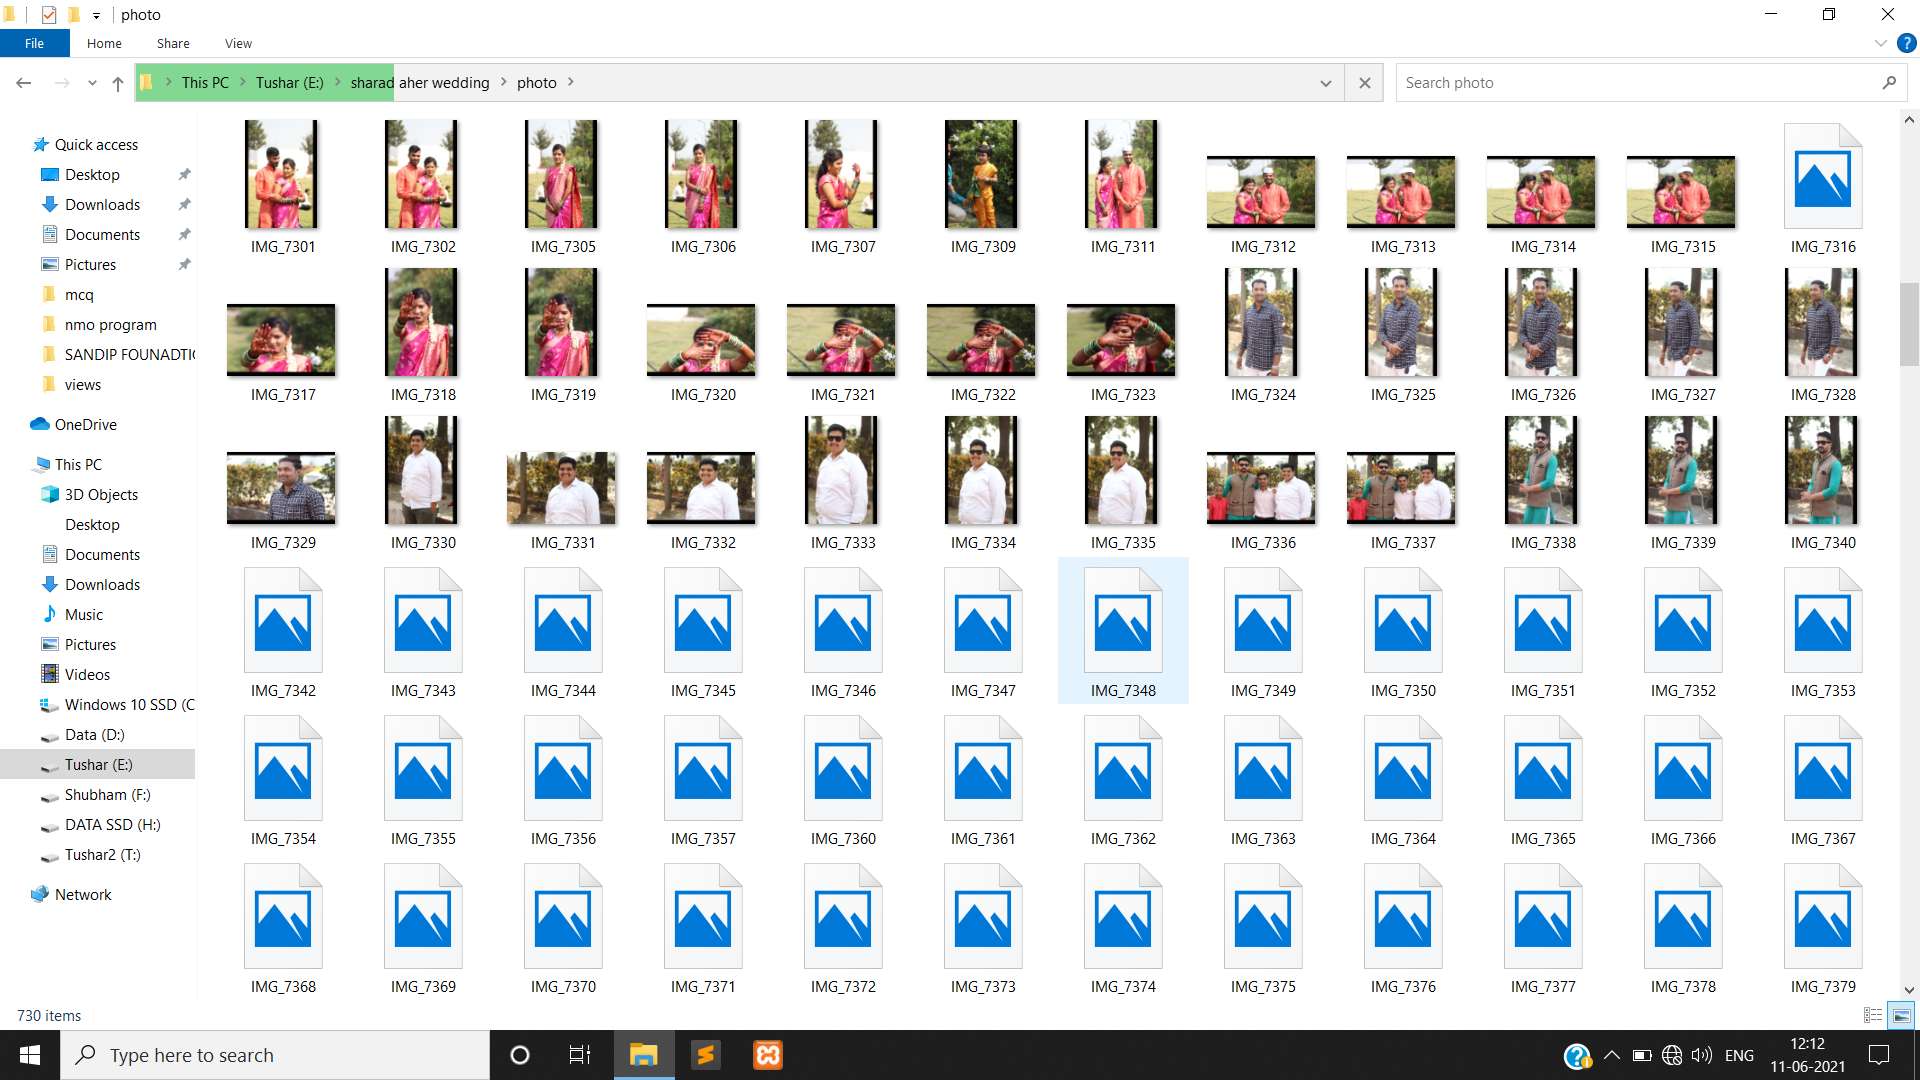 photo
File Home Share View
This PC Tushar (E:) sharad aher wedding photo
Search photo
Quick access
Desktop
Downloads
Documents
Pictures
mcq
nmo program
SANDIP FOUNADTI
views
OneDrive
This PC
3D Objects
Desktop
Documents
Downloads
Music
Pictures
Videos
Windows 10 SSD (C
Data (D:)
Tushar (E:)
Shubham (F:)
DATA SSD (H:)
Tushar2 (T:)
Network
IMG_7301 IMG_7302 IMG_7305 IMG_7306 IMG_7307 IMG_7309 IMG_7311 IMG_7312 IMG_7313 IMG_7314 IMG_7315 IMG_7316
IMG_7317 IMG_7318 IMG_7319 IMG_7320 IMG_7321 IMG_7322 IMG_7323 IMG_7324 IMG_7325 IMG_7326 IMG_7327 IMG_7328
IMG_7329 IMG_7330 IMG_7331 IMG_7332 IMG_7333 IMG_7334 IMG_7335 IMG_7336 IMG_7337 IMG_7338 IMG_7339 IMG_7340
IMG_7342 IMG_7343 IMG_7344 IMG_7345 IMG_7346 IMG_7347 IMG_7348 IMG_7349 IMG_7350 IMG_7351 IMG_7352 IMG_7353
IMG_7354 IMG_7355 IMG_7356 IMG_7357 IMG_7360 IMG_7361 IMG_7362 IMG_7363 IMG_7364 IMG_7365 IMG_7366 IMG_7367
IMG_7368 IMG_7369 IMG_7370 IMG_7371 IMG_7372 IMG_7373 IMG_7374 IMG_7375 IMG_7376 IMG_7377 IMG_7378 IMG_7379
730 items
Type here to search
ENG
12:12
11-06-2021